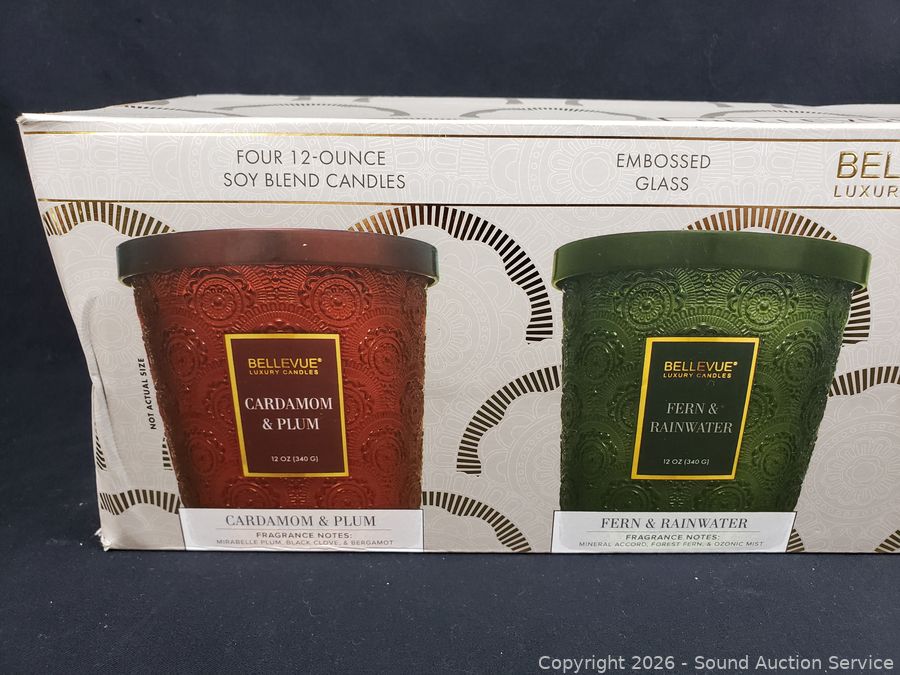 FOUR 12-OUNCE
SOY BLEND CANDLES
EMBOSSED
GLASS
BEL
LUXUR
NOT ACTUAL SIZE
BELLEVUE®
LUXURY CANDLES
CARDAMOM
& PLUM
12 OZ (340 G)
BELLEVUE®
LUXURY CANDLES
FERN &
RAINWATER
12 OZ (340 G)
CARDAMOM & PLUM
FRAGRANCE NOTES:
MIRABELLE PLUM, BLACK CLOVE, & BERGAMOT
FERN & RAINWATER
FRAGRANCE NOTES:
MINERAL ACCORD, FOREST FERN, & OZONIC MIST
Copyright 2026 - Sound Auction Service